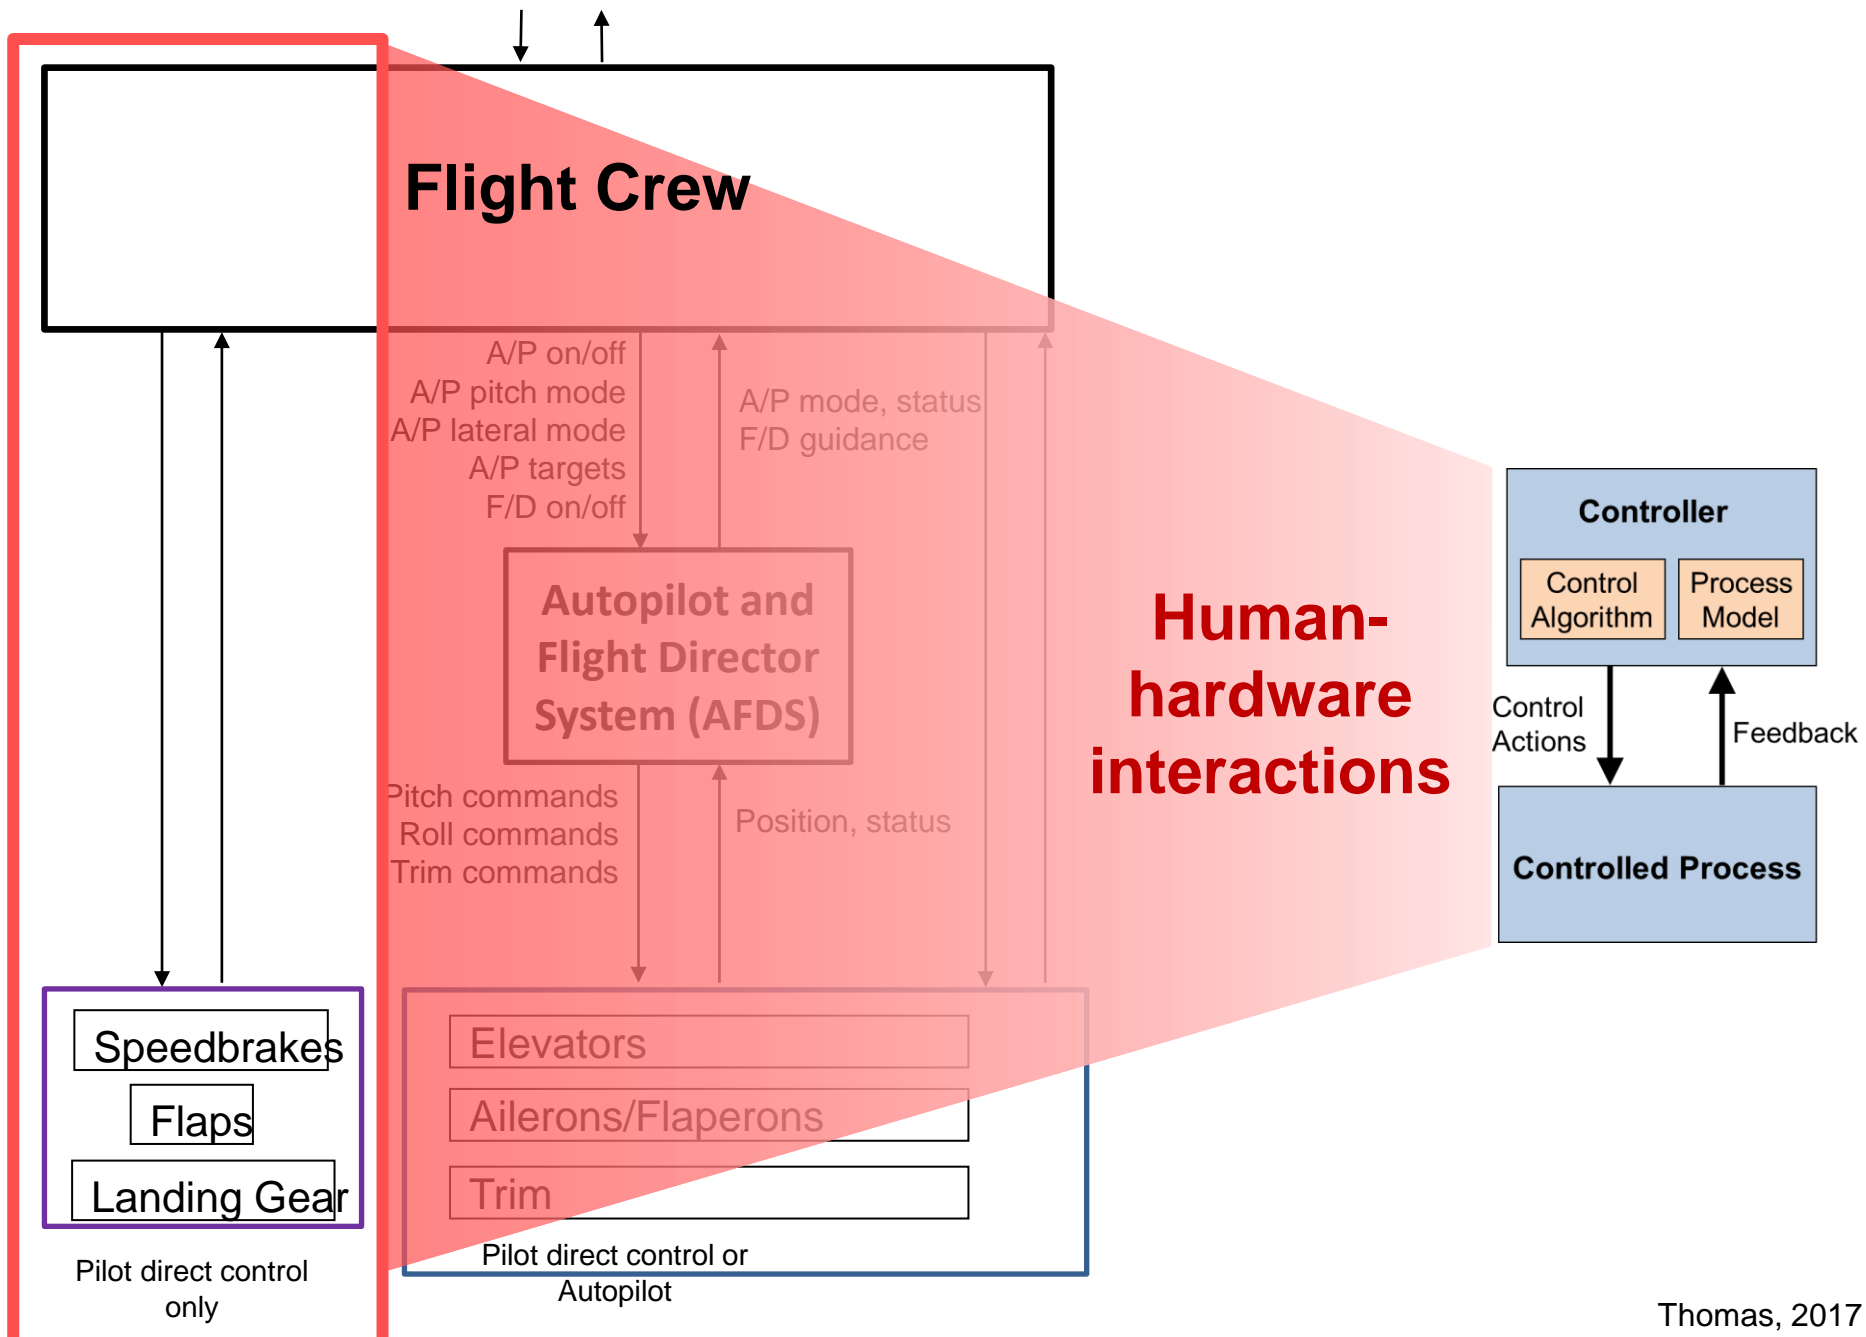 Flight Crew
A/P on/off
A/P pitch mode
A/P lateral mode
A/P targets
F/D on/off
A/P mode, status
F/D guidance
Autopilot and
Flight Director
System (AFDS)
Pitch commands
Roll commands
Trim commands
Position, status
Speedbrakes
Flaps
Landing Gear
Pilot direct control
only
Elevators
Ailerons/Flaperons
Trim
Pilot direct control or
Autopilot
Human-
hardware
interactions
Controller
Control
Algorithm
Process
Model
Control
Actions
Feedback
Controlled Process
Thomas, 2017